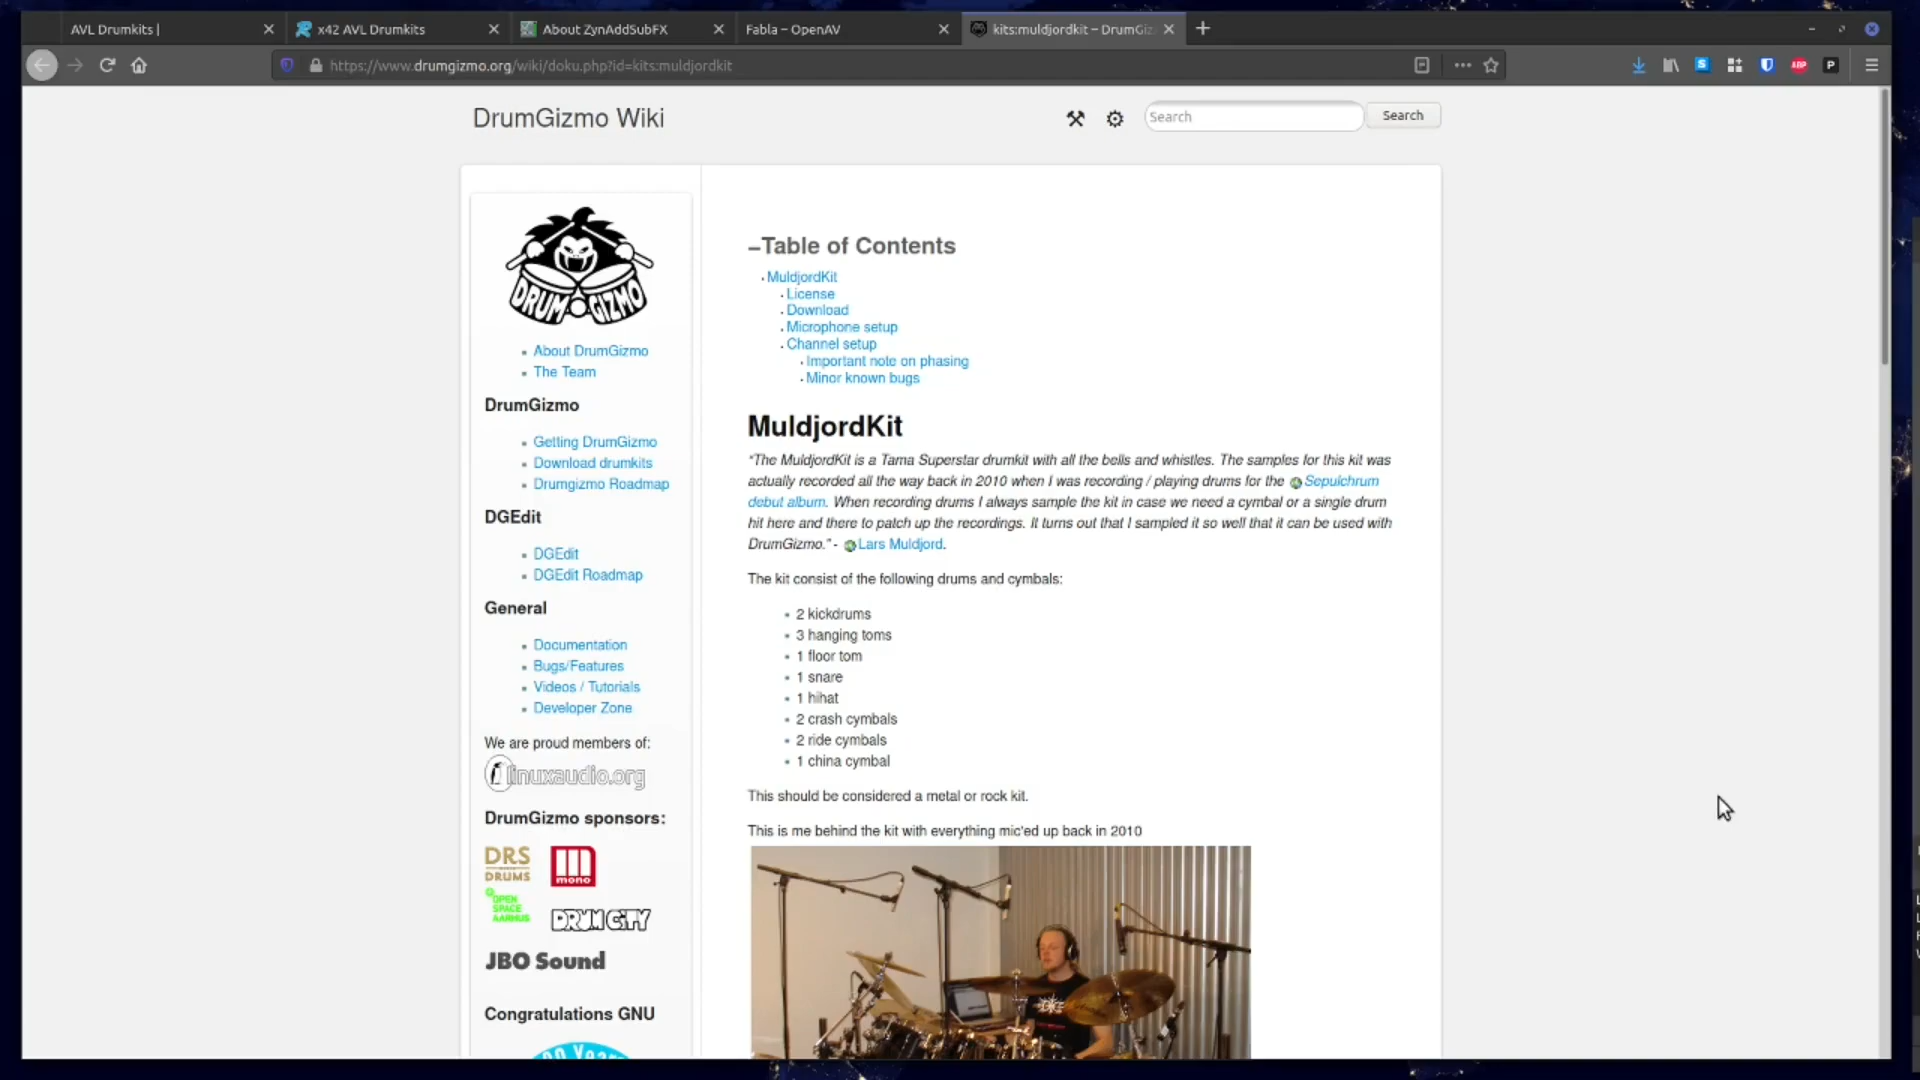 AVL Drumkits |
x42 AVL Drumkits
About ZynAddSubFX
Fabla – OpenAV
kits:muldjordkit – DrumGiz
https://www.drumgizmo.org/wiki/doku.php?id=kits:muldjordkit
S
ABP
P
DrumGizmo Wiki
Search
Search
DRUM GIZMO
About DrumGizmo
The Team
DrumGizmo
Getting DrumGizmo
Download drumkits
Drumgizmo Roadmap
DGEdit
DGEdit
DGEdit Roadmap
General
Documentation
Bugs/Features
Videos / Tutorials
Developer Zone
We are proud members of:
linuxaudio.org
DrumGizmo sponsors:
DRS
DRUMS
mono
OPEN
SPACE
AARHUS
DRUM CITY
JBO Sound
Congratulations GNU
–Table of Contents
MuldjordKit
License
Download
Microphone setup
Channel setup
Important note on phasing
Minor known bugs
MuldjordKit
“The MuldjordKit is a Tama Superstar drumkit with all the bells and whistles. The samples for this kit was
actually recorded all the way back in 2010 when I was recording / playing drums for the Sepulchrum
debut album. When recording drums I always sample the kit in case we need a cymbal or a single drum
hit here and there to patch up the recordings. It turns out that I sampled it so well that it can be used with
DrumGizmo.” - Lars Muldjord.
The kit consist of the following drums and cymbals:
2 kickdrums
3 hanging toms
1 floor tom
1 snare
1 hihat
2 crash cymbals
2 ride cymbals
1 china cymbal
This should be considered a metal or rock kit.
This is me behind the kit with everything mic'ed up back in 2010